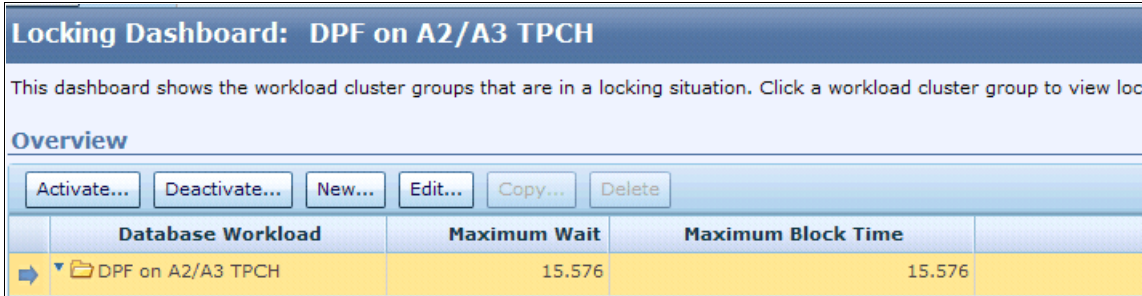 Locking Dashboard: DPF on A2/A3 TPCH
This dashboard shows the workload cluster groups that are in a locking situation. Click a workload cluster group to view loc
Overview
Activate... Deactivate... New... Edit... Copy... Delete
Database Workload Maximum Wait Maximum Block Time
DPF on A2/A3 TPCH 15.576 15.576